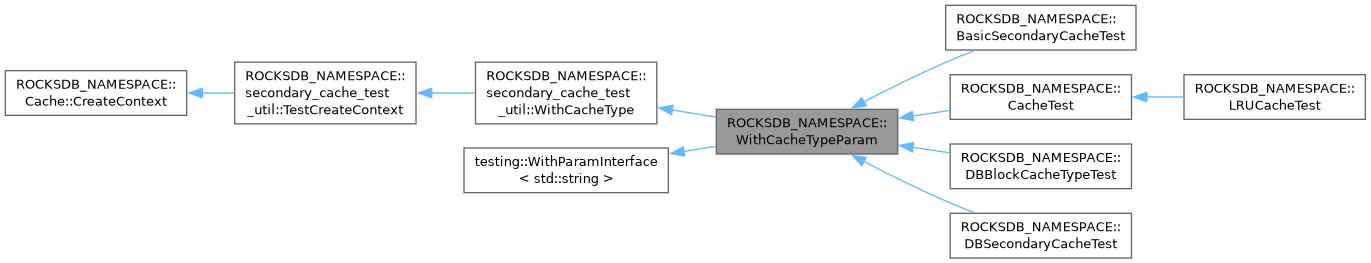 ROCKSDB_NAMESPACE::
Cache::CreateContext
ROCKSDB_NAMESPACE::
secondary_cache_test
_util::TestCreateContext
ROCKSDB_NAMESPACE::
secondary_cache_test
_util::WithCacheType
testing::WithParamInterface
< std::string >
ROCKSDB_NAMESPACE::
WithCacheTypeParam
ROCKSDB_NAMESPACE::
BasicSecondaryCacheTest
ROCKSDB_NAMESPACE::
CacheTest
ROCKSDB_NAMESPACE::
LRUCacheTest
ROCKSDB_NAMESPACE::
DBBlockCacheTypeTest
ROCKSDB_NAMESPACE::
DBSecondaryCacheTest